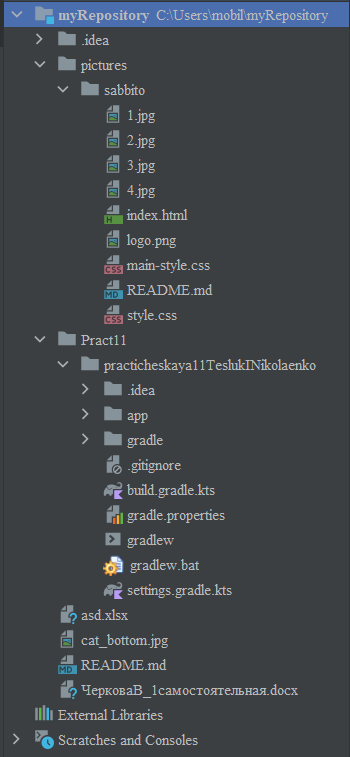 myRepository C:\Users\mobil\myRepository
.idea
pictures
sabbito
1.jpg
2.jpg
3.jpg
4.jpg
index.html
logo.png
main-style.css
README.md
style.css
Pract11
practicheskaya11TeslukINikolaenko
.idea
app
gradle
.gitignore
build.gradle.kts
gradle.properties
gradlew
gradlew.bat
settings.gradle.kts
asd.xlsx
cat_bottom.jpg
README.md
ЧерковаВ_1самостоятельная.docx
External Libraries
Scratches and Consoles